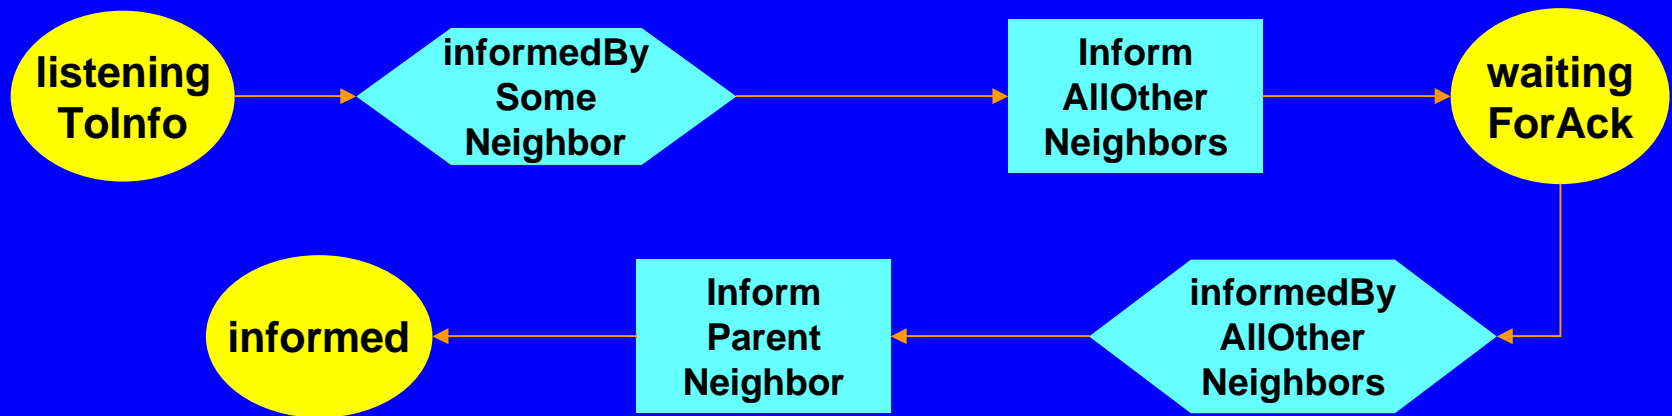 listening
ToInfo
informedBy
Some
Neighbor
Inform
AllOther
Neighbors
waiting
ForAck
informed
Inform
Parent
Neighbor
informedBy
AllOther
Neighbors